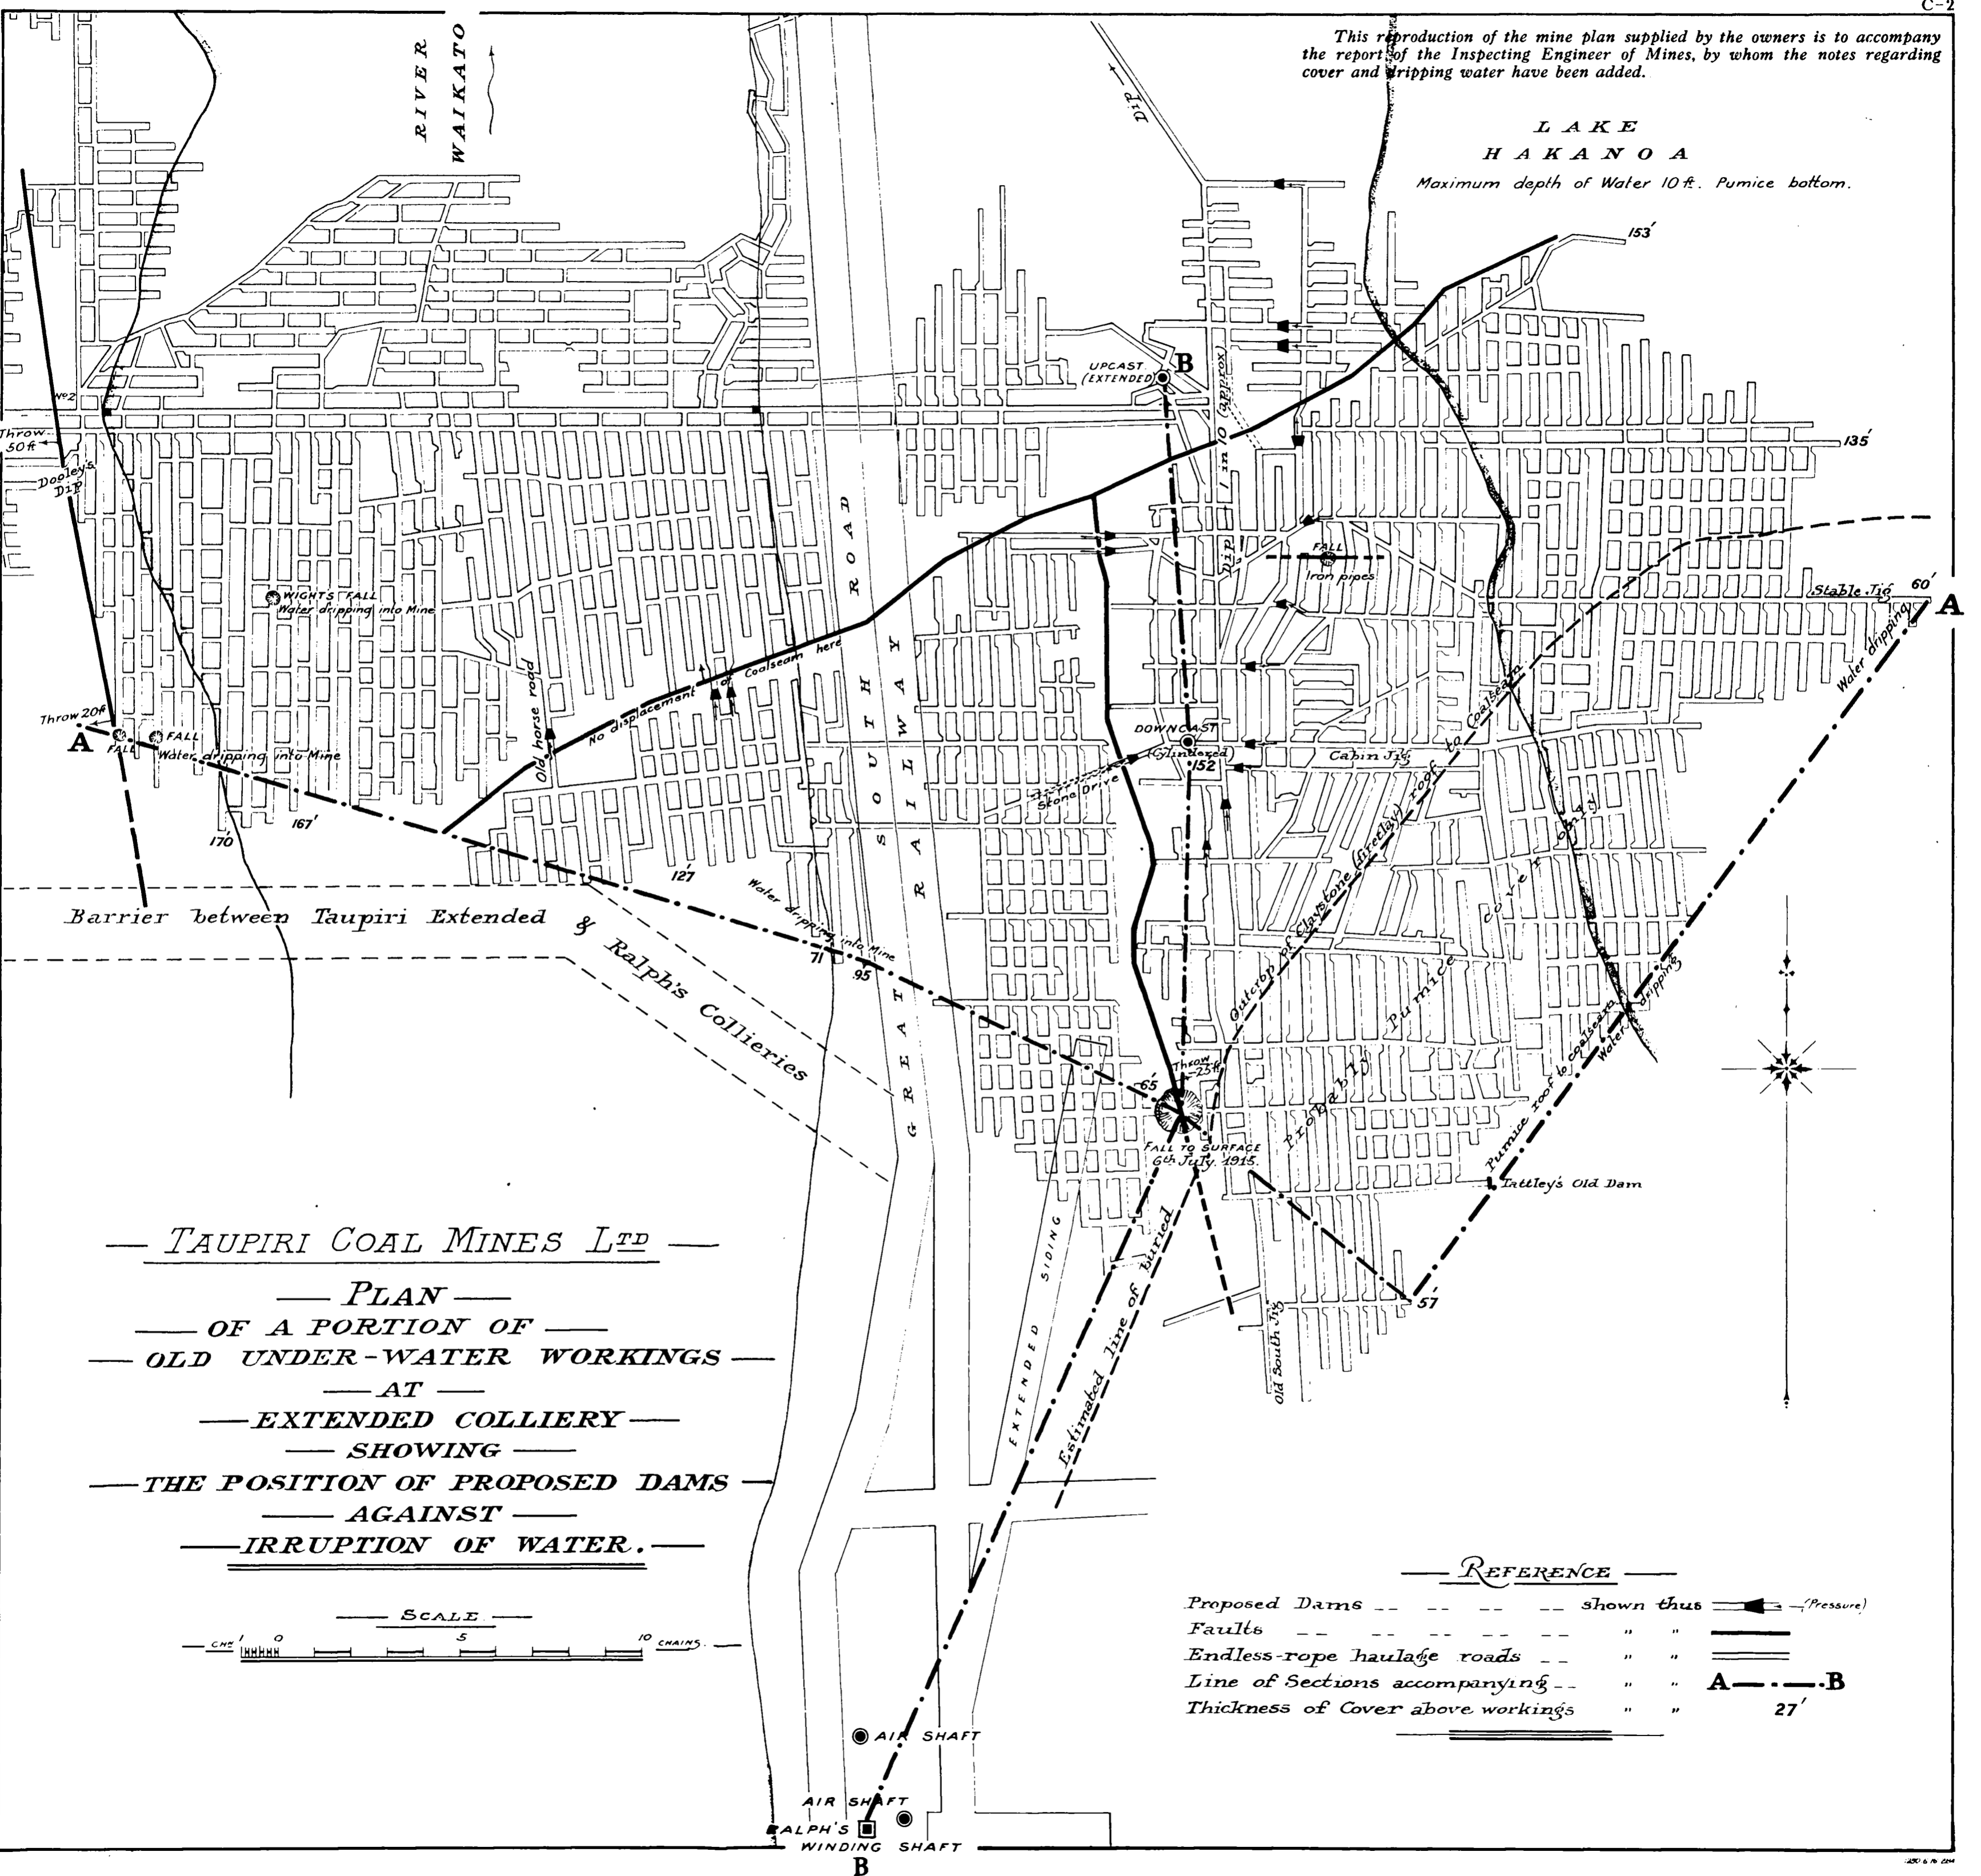 C-2
This reproduction of the mine plan supplied by the owners is to accompany
the report of the Inspecting Engineer of Mines, by whom the notes regarding
cover and dripping water have been added.
RIVER
WAIKATO
Dip
LAKE
HAKANOA
Maximum depth of Water 10 ft. Pumice bottom.
153'
UPCAST
(EXTENDED)
B
No 2
Throw
50 ft
Dooley's
Dip
Dip 1 in 10 (approx)
135'
ROAD
FALL
Iron pipes
WIGHTS FALL
Water dripping into Mine
Stable Jig
60'
A
Water dripping
Old horse road
No displacement of Coalseam here
Throw 20 ft
A
FALL
FALL
Water dripping into Mine
DOWNCAST
(Cylindered)
152
Stone Drive
Cabin Jig
170'
167'
127'
GREAT SOUTH
RAILWAY
Outcrop of Claystone (fireclay) roof to Coalseam
Probably Pumice cover only
Barrier between Taupiri Extended & Ralph's Collieries
Water dripping into Mine
71
95
65'
Throw
25 ft
FALL TO SURFACE
6th July. 1915.
Pumice roof to coalseam
Water dripping
Tattley's Old Dam
57'
Old South Jig
EXTENDED SIDING
Estimated line of buried
TAUPIRI COAL MINES LTD
PLAN
OF A PORTION OF
OLD UNDER-WATER WORKINGS
AT
EXTENDED COLLIERY
SHOWING
THE POSITION OF PROPOSED DAMS
AGAINST
IRRUPTION OF WATER.
SCALE
CHN 1 0 5 10 CHAINS.
REFERENCE
Proposed Dams -- -- -- -- shown thus (Pressure)
Faults -- -- -- -- -- " "
Endless-rope haulage roads -- " "
Line of Sections accompanying -- " " A B
Thickness of Cover above workings " " 27'
AIR SHAFT
AIR SHAFT
RALPH'S
WINDING SHAFT
B